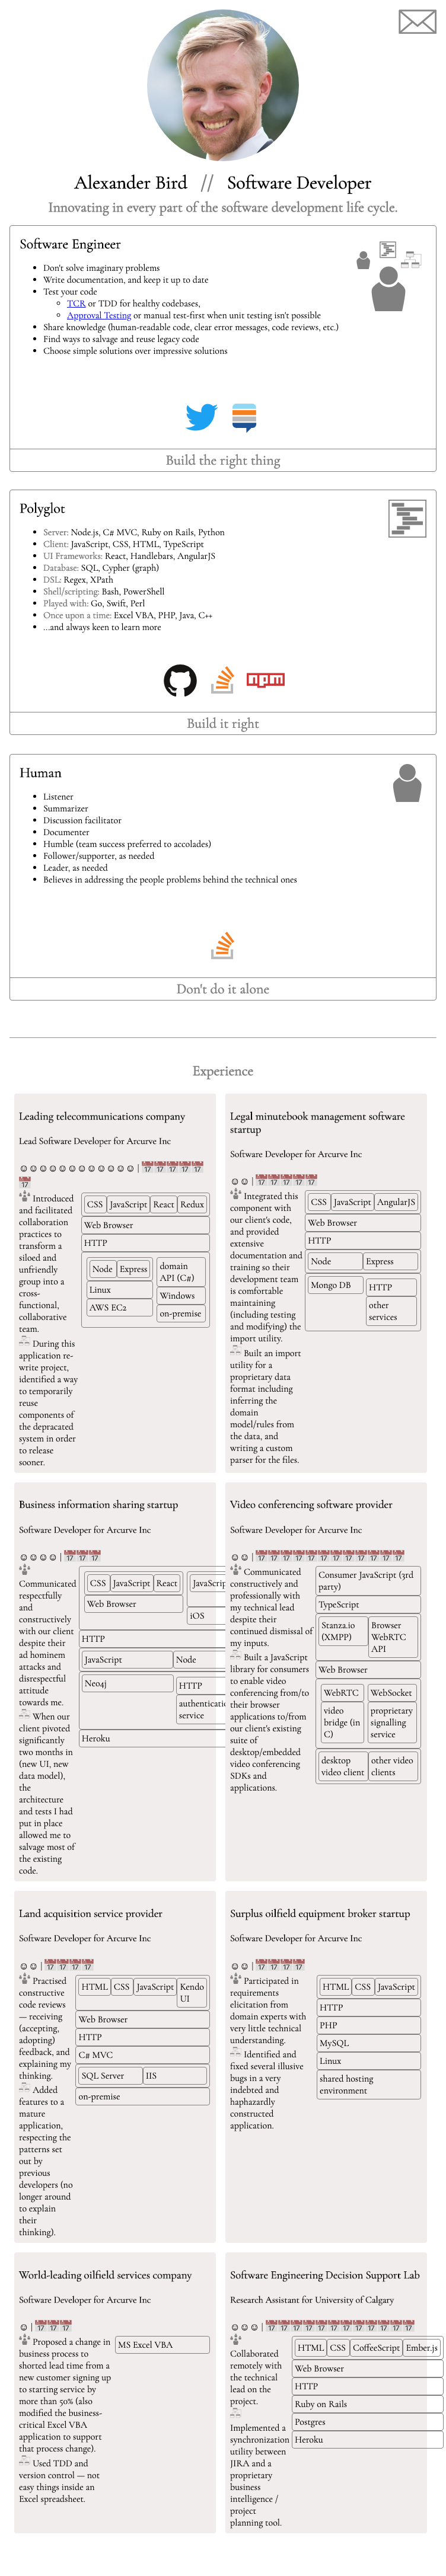 Alexander Bird // Software Developer
Innovating in every part of the software development life cycle.
Software Engineer
Don't solve imaginary problems
Write documentation, and keep it up to date
Test your code
TCR or TDD for healthy codebases,
Approval Testing or manual test-first when unit testing isn't possible
Share knowledge (human-readable code, clear error messages, code reviews, etc.)
Find ways to salvage and reuse legacy code
Choose simple solutions over impressive solutions
Build the right thing
Polyglot
Server: Node.js, C# MVC, Ruby on Rails, Python
Client: JavaScript, CSS, HTML, TypeScript
UI Frameworks: React, Handlebars, AngularJS
Database: SQL, Cypher (graph)
DSL: Regex, XPath
Shell/scripting: Bash, PowerShell
Played with: Go, Swift, Perl
Once upon a time: Excel VBA, PHP, Java, C++
...and always keen to learn more
npm
Build it right
Human
Listener
Summarizer
Discussion facilitator
Documenter
Humble (team success preferred to accolades)
Follower/supporter, as needed
Leader, as needed
Believes in addressing the people problems behind the technical ones
Don't do it alone
Experience
Leading telecommunications company
Lead Software Developer for Arcurve Inc
Introduced
and facilitated
collaboration
practices to
transform a
siloed and
unfriendly
group into a
cross-
functional,
collaborative
team.
During this
application re-
write project,
identified a way
to temporarily
reuse
components of
the depracated
system in order
to release
sooner.
CSS JavaScript React Redux
Web Browser
HTTP
Node Express
Linux
AWS EC2
domain
API (C#)
Windows
on-premise
Legal minutebook management software
startup
Software Developer for Arcurve Inc
Integrated this
component with
our client's code,
and provided
extensive
documentation and
training so their
development team
is comfortable
maintaining
(including testing
and modifying) the
import utility.
Built an import
utility for a
proprietary data
format including
inferring the
domain
model/rules from
the data, and
writing a custom
parser for the files.
CSS JavaScript AngularJS
Web Browser
HTTP
Node Express
Mongo DB
HTTP
other
services
Business information sharing startup
Software Developer for Arcurve Inc
Communicated
respectfully
and
constructively
with our client
despite their
ad hominem
attacks and
disrespectful
attitude
towards me.
When our
client pivoted
significantly
two months in
(new UI, new
data model),
the
architecture
and tests I had
put in place
allowed me to
salvage most of
the existing
code.
CSS JavaScript React
Web Browser
JavaScrip
iOS
HTTP
JavaScript Node
Neo4j
HTTP
authenticatio
service
Heroku
Video conferencing software provider
Software Developer for Arcurve Inc
Communicated
constructively and
professionally with
my technical lead
despite their
continued dismissal of
my inputs.
Built a JavaScript
library for consumers
to enable video
conferencing from/to
their browser
applications to/from
our client's existing
suite of
desktop/embedded
video conferencing
SDKs and
applications.
Consumer JavaScript (3rd
party)
TypeScript
Stanza.io
(XMPP)
Browser
WebRTC
API
Web Browser
WebRTC
video
bridge (in
C)
WebSocket
proprietary
signalling
service
desktop
video client
other video
clients
Land acquisition service provider
Software Developer for Arcurve Inc
Practised
constructive
code reviews
— receiving
(accepting,
adopting)
feedback, and
explaining my
thinking.
Added
features to a
mature
application,
respecting the
patterns set
out by
previous
developers (no
longer around
to explain
their
thinking).
HTML CSS JavaScript Kendo
UI
Web Browser
HTTP
C# MVC
SQL Server IIS
on-premise
Surplus oilfield equipment broker startup
Software Developer for Arcurve Inc
Participated in
requirements
elicitation from
domain experts with
very little technical
understanding.
Identified and
fixed several illusive
bugs in a very
indebted and
haphazardly
constructed
application.
HTML CSS JavaScript
HTTP
PHP
MySQL
Linux
shared hosting
environment
World-leading oilfield services company
Software Developer for Arcurve Inc
Proposed a change in
business process to
shorted lead time from a
new customer signing up
to starting service by
more than 50% (also
modified the business-
critical Excel VBA
application to support
that process change).
Used TDD and
version control — not
easy things inside an
Excel spreadsheet.
MS Excel VBA
Software Engineering Decision Support Lab
Research Assistant for University of Calgary
Collaborated
remotely with
the technical
lead on the
project.
Implemented a
synchronization
utility between
JIRA and a
proprietary
business
intelligence /
project
planning tool.
HTML CSS CoffeeScript Ember.js
Web Browser
HTTP
Ruby on Rails
Postgres
Heroku